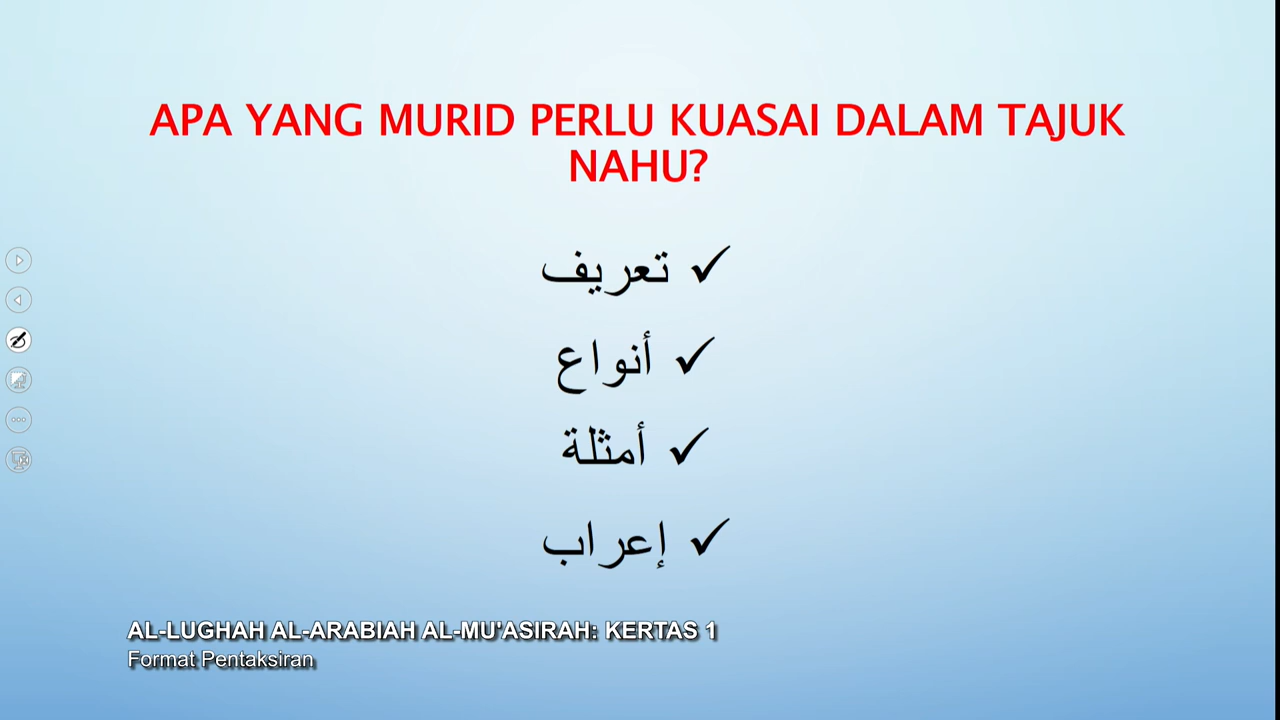 APA YANG MURID PERLU KUASAI DALAM TAJUK
NAHU?
✓ تعريف
✓ أنواع
✓ أمثلة
✓ إعراب
AL-LUGHAH AL-ARABIAH AL-MU'ASIRAH: KERTAS 1
Format Pentaksiran